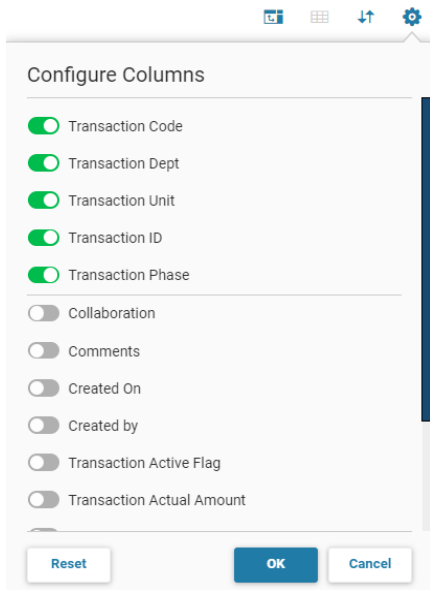 Configure Columns
Transaction Code
Transaction Dept
Transaction Unit
Transaction ID
Transaction Phase
Collaboration
Comments
Created On
Created by
Transaction Active Flag
Transaction Actual Amount
Reset
OK
Cancel